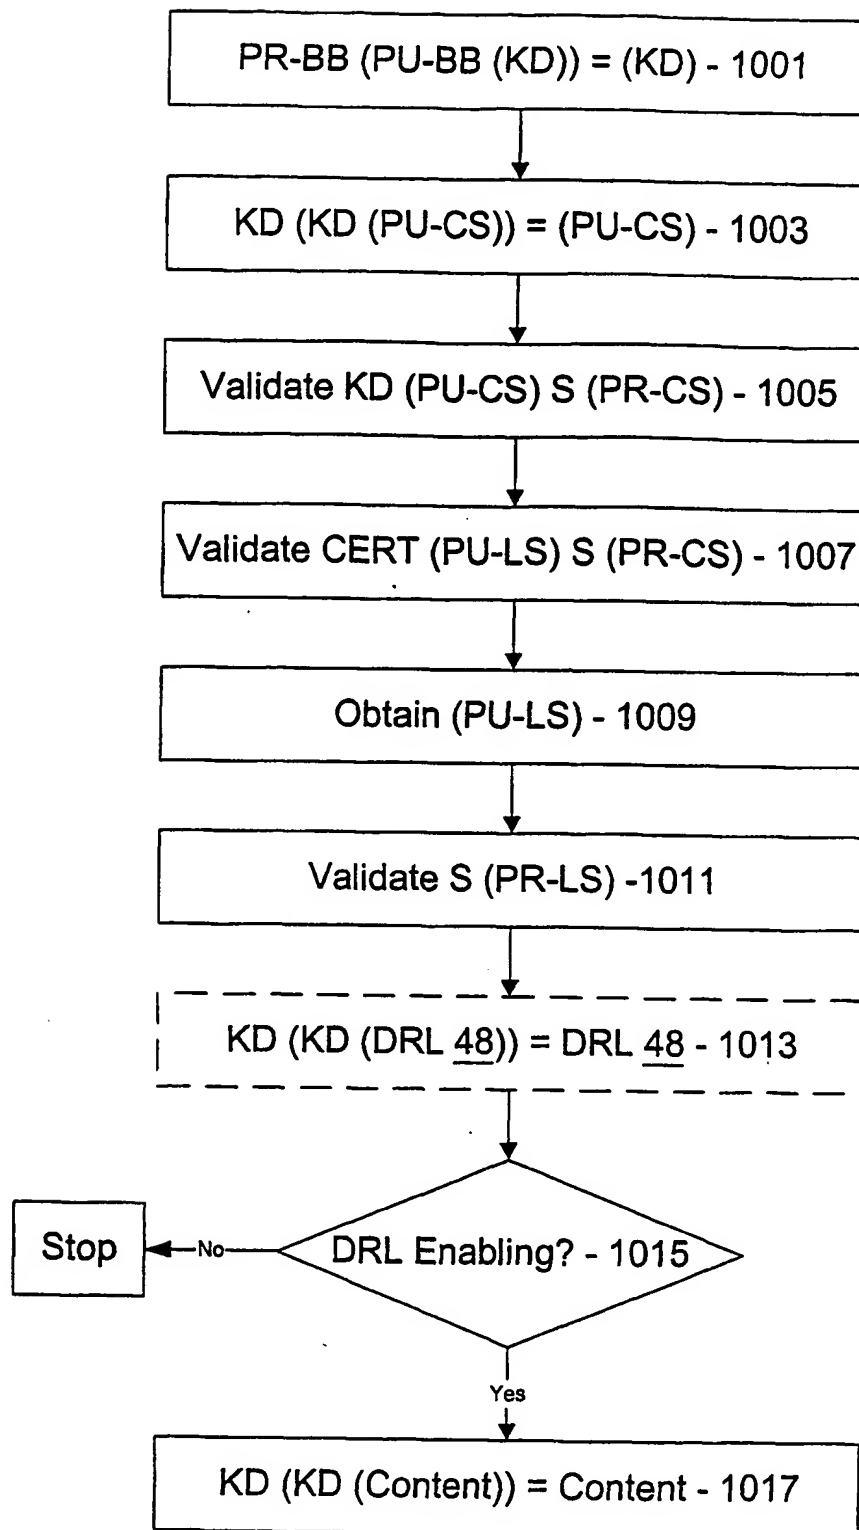 PR-BB (PU-BB (KD)) = (KD) - 1001
KD (KD (PU-CS)) = (PU-CS) - 1003
Validate KD (PU-CS) S (PR-CS) - 1005
Validate CERT (PU-LS) S (PR-CS) - 1007
Obtain (PU-LS) - 1009
Validate S (PR-LS) -1011
KD (KD (DRL 48)) = DRL 48 - 1013
Stop
No
DRL Enabling? - 1015
Yes
KD (KD (Content)) = Content - 1017